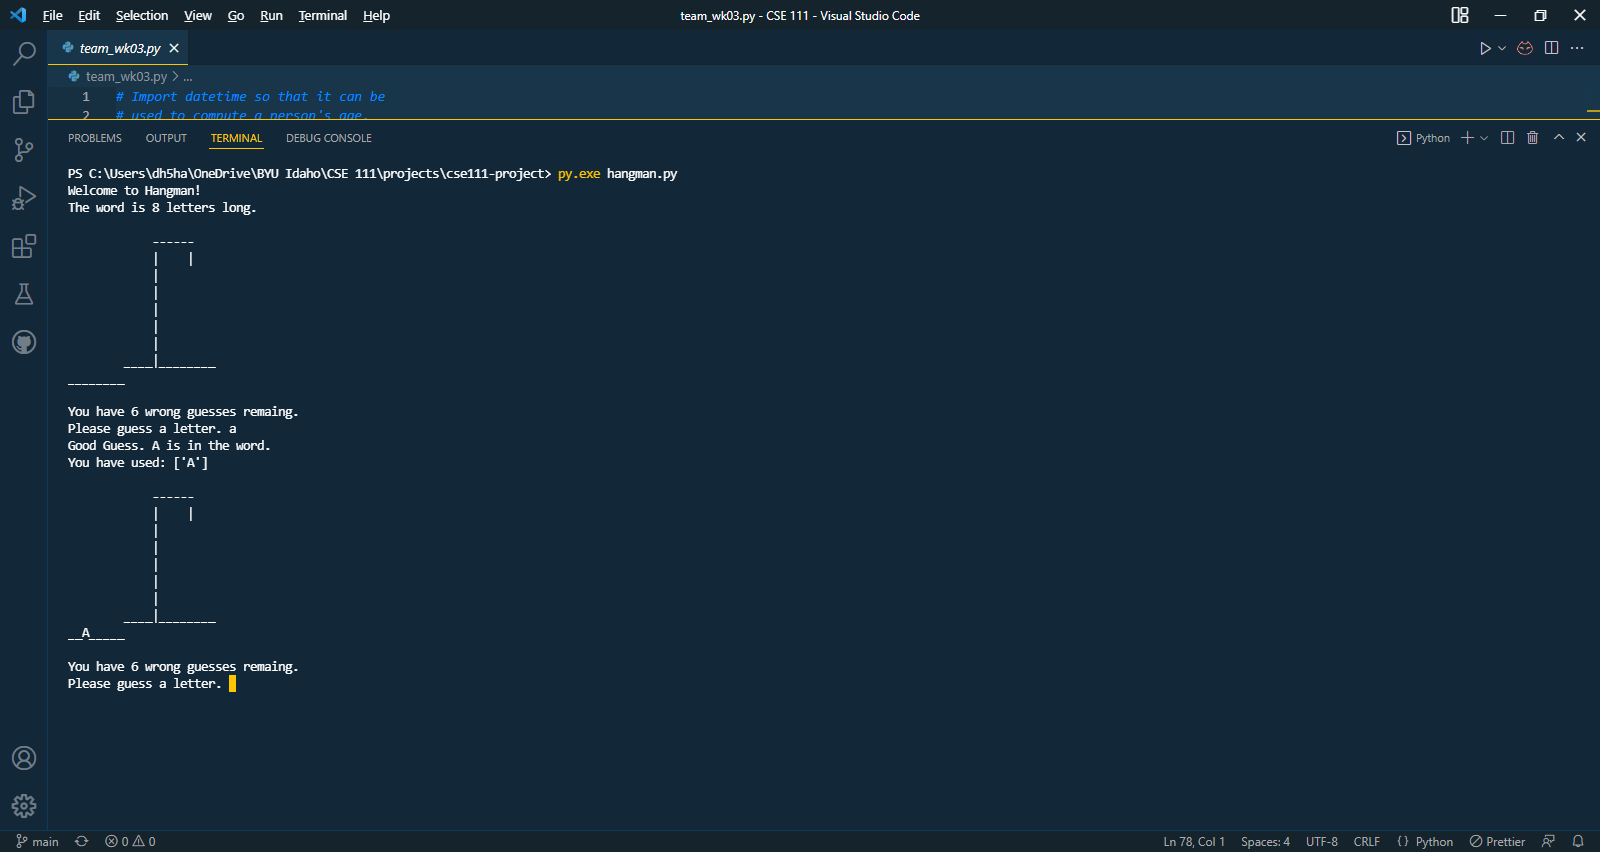 File Edit Selection View Go Run Terminal Help team_wk03.py - CSE 111 - Visual Studio Code
team_wk03.py
team_wk03.py > ...
1 # Import datetime so that it can be
2 # used to compute a person's age.
PROBLEMS OUTPUT TERMINAL DEBUG CONSOLE Python
PS C:\Users\dh5ha\OneDrive\BYU Idaho\CSE 111\projects\cse111-project> py.exe hangman.py
Welcome to Hangman!
The word is 8 letters long.
------
|    |
|
|
|
|
|
____|________
________
You have 6 wrong guesses remaing.
Please guess a letter. a
Good Guess. A is in the word.
You have used: ['A']
------
|    |
|
|
|
|
|
____|________
__A_____
You have 6 wrong guesses remaing.
Please guess a letter.
main 0 0 Ln 78, Col 1 Spaces: 4 UTF-8 CRLF { } Python Prettier